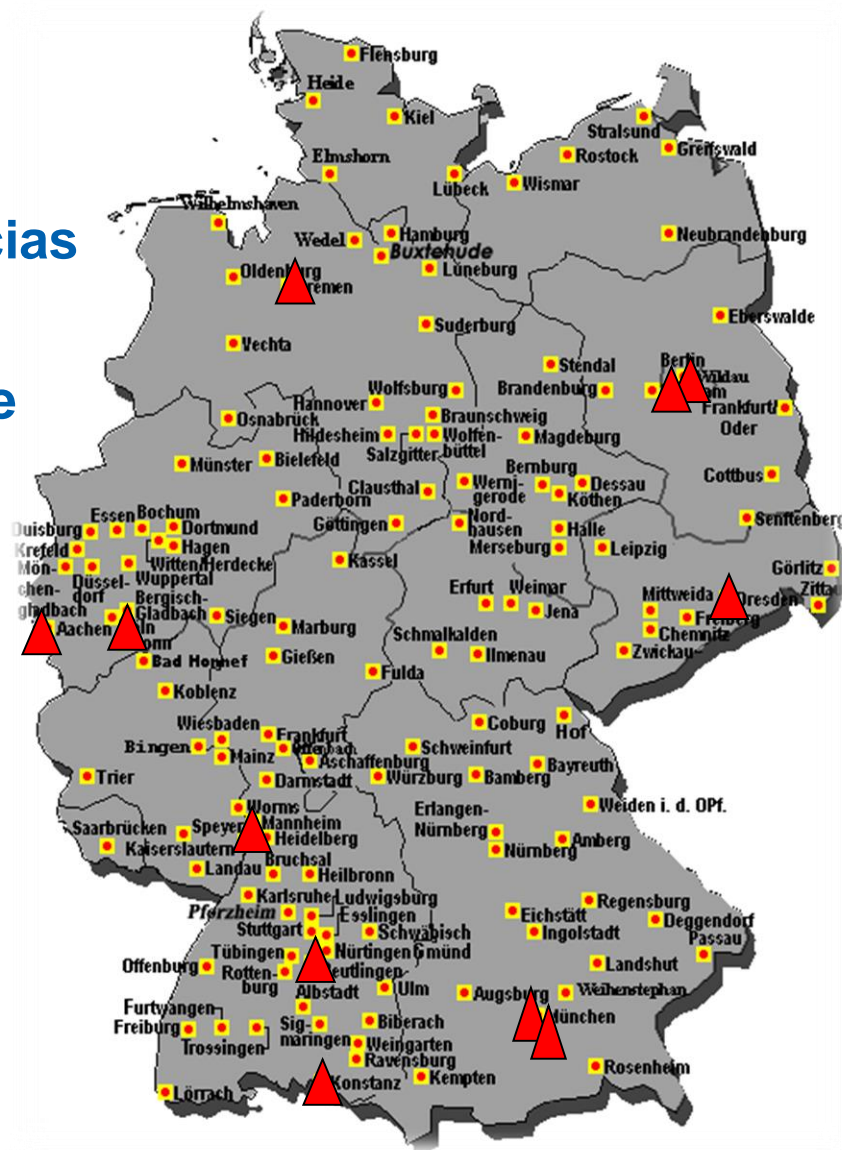 Flensburg
Heide
Kiel
Stralsund
Greifswald
Elmshorn
Rostock
Lübeck
Wismar
Wilhelmshaven
cias
Wedel
Hamburg
Neubrandenburg
Buxtehude
Oldenburg
Lüneburg
remen
Eberswalde
Suderburg
Vechta
Stendal
Berlin
Wildau
Wolfsburg
Brandenburg
am
e
Hannover
Frankfurt/
Oder
Osnabrück
Braunschweig
Hildesheim
Wolfen-
büttel
Magdeburg
Salzgitter
Münster
Bielefeld
Cottbus
Bernburg
Werni-
gerode
Dessau
Clausthal
Köthen
Paderborn
Essen
Bochum
Göttingen
Nord-
hausen
Senftenberg
Duisburg
Dortmund
Halle
Krefeld
Hagen
Merseburg
Leipzig
Witten/Herdecke
Kassel
Görlitz
Mön-
chen-
gladbach
Düssel-
dorf
Wuppertal
Erfurt
Weimar
Zittau
Bergisch-
Gladbach
Mittweida
Dresden
Jena
Siegen
Freiberg
Aachen
ln
Marburg
Chemnitz
onn
Schmalkalden
Zwickau
Bad Honnef
Gießen
Ilmenau
Fulda
Koblenz
Coburg
Hof
Wiesbaden
Frankfurt
Bingen
Schweinfurt
Mainz
Aschaffenburg
Bayreuth
Trier
Darmstadt
Würzburg
Bamberg
Worms
Weiden i. d. OPf.
Erlangen-
Nürnberg
Mannheim
Saarbrücken
Speyer
Heidelberg
Amberg
Kaiserslautern
Nürnberg
Bruchsal
Landau
Heilbronn
Karlsruhe
Ludwigsburg
Regensburg
Pforzheim
Esslingen
Eichstätt
Deggendorf
Stuttgart
Schwäbisch
Gmünd
Ingolstadt
Passau
Tübingen
Nürtingen
Offenburg
Rotten-
burg
Reutlingen
Landshut
Albstadt
Ulm
Augsburg
Weihenstephan
Furtwangen
München
Freiburg
Sig-
maringen
Biberach
Trossingen
Weingarten
Ravensburg
Rosenheim
Kempten
Konstanz
Lörrach